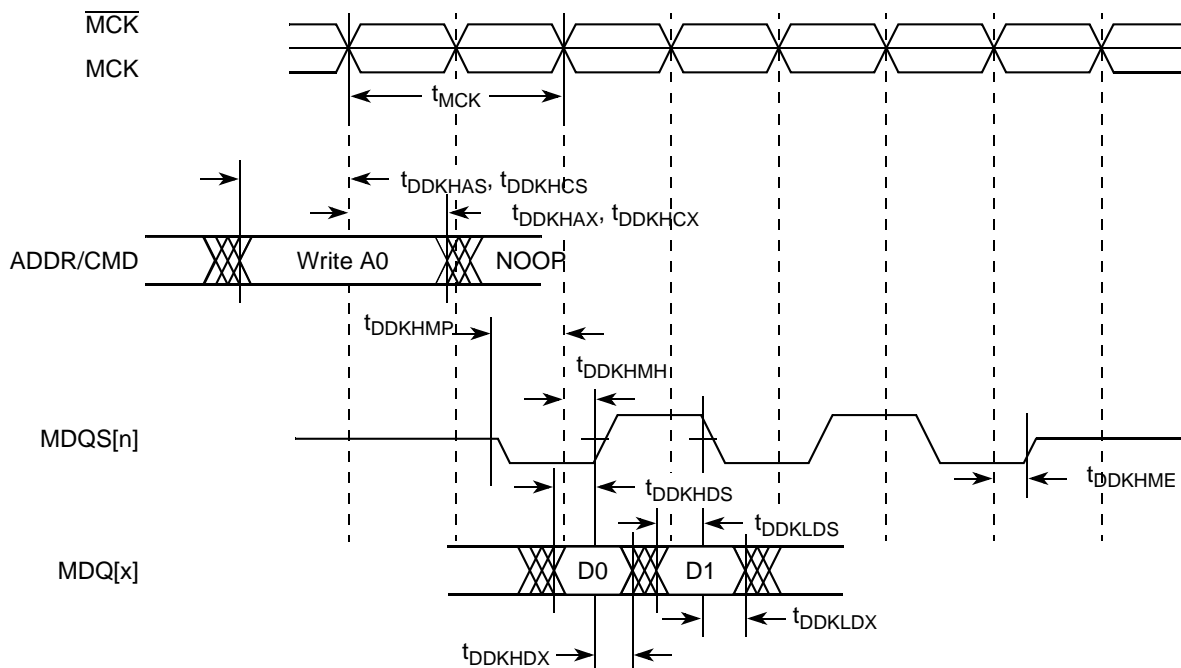 MCK
MCK
tMCK
tDDKHAS, tDDKHCS
tDDKHAX, tDDKHCX
ADDR/CMD Write A0 NOOP
tDDKHMP
tDDKHMH
MDQS[n]
tDDKHME
tDDKHDS
tDDKLDS
MDQ[x] D0 D1
tDDKLDX
tDDKHDX